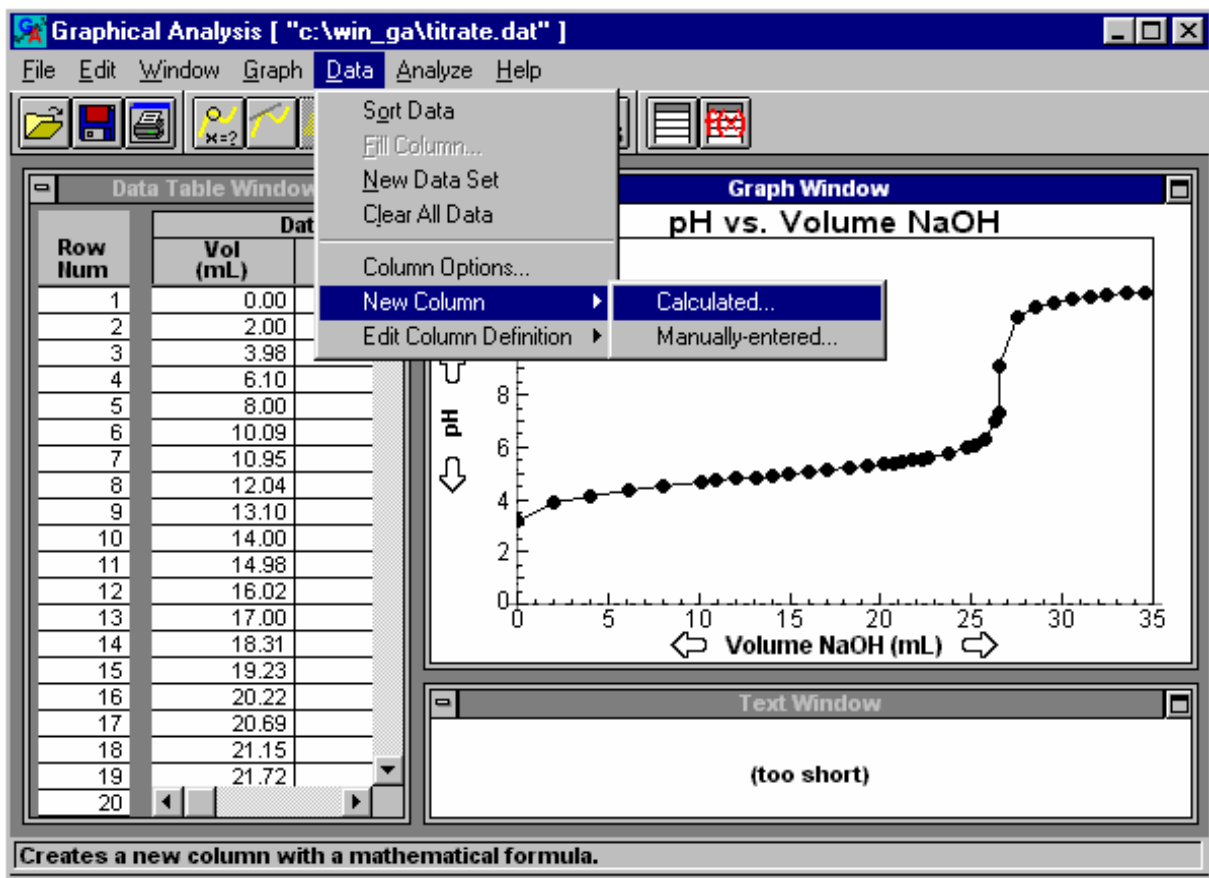 Graphical Analysis [ "c:\win_ga\titrate.dat" ]
File Edit Window Graph Data Analyze Help
x=?
f(x)
Sort Data
Fill Column...
New Data Set
Clear All Data
Column Options...
New Column
Edit Column Definition
Calculated...
Manually-entered...
Data Table Window
Row Num
Vol (mL)
1 0.00
2 2.00
3 3.98
4 6.10
5 8.00
6 10.09
7 10.95
8 12.04
9 13.10
10 14.00
11 14.98
12 16.02
13 17.00
14 18.31
15 19.23
16 20.22
17 20.69
18 21.15
19 21.72
20
Graph Window
pH vs. Volume NaOH
pH
8
6
4
2
0
0 5 10 15 20 25 30 35
Volume NaOH (mL)
Text Window
(too short)
Creates a new column with a mathematical formula.